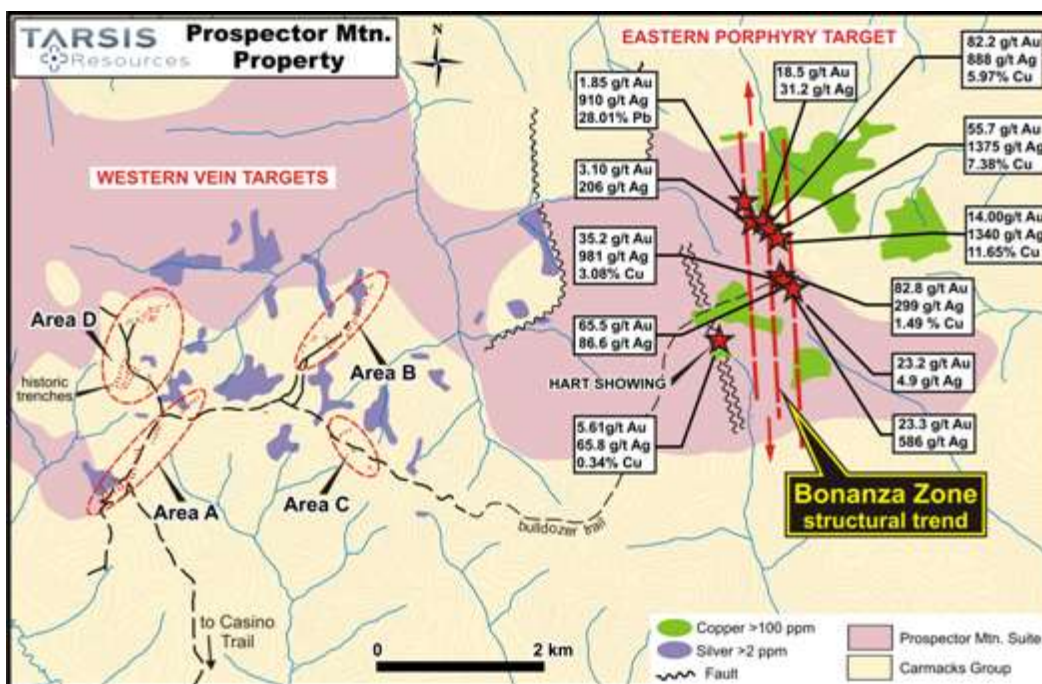 TARSIS
Resources
Prospector Mtn.
Property
N
EASTERN PORPHYRY TARGET
WESTERN VEIN TARGETS
1.85 g/t Au
910 g/t Ag
28.01% Pb
18.5 g/t Au
31.2 g/t Ag
82.2 g/t Au
888 g/t Ag
5.97% Cu
3.10 g/t Au
206 g/t Ag
55.7 g/t Au
1375 g/t Ag
7.38% Cu
35.2 g/t Au
981 g/t Ag
3.08% Cu
14.00g/t Au
1340 g/t Ag
11.65% Cu
65.5 g/t Au
86.6 g/t Ag
82.8 g/t Au
299 g/t Ag
1.49 % Cu
HART SHOWING
23.2 g/t Au
4.9 g/t Ag
5.61g/t Au
65.8 g/t Ag
0.34% Cu
23.3 g/t Au
586 g/t Ag
Area D
historic
trenches
Area B
Area A
Area C
bulldozer trail
Bonanza Zone
structural trend
to Casino
Trail
0
2 km
Copper >100 ppm
Silver >2 ppm
Fault
Prospector Mtn. Suite
Carmacks Group